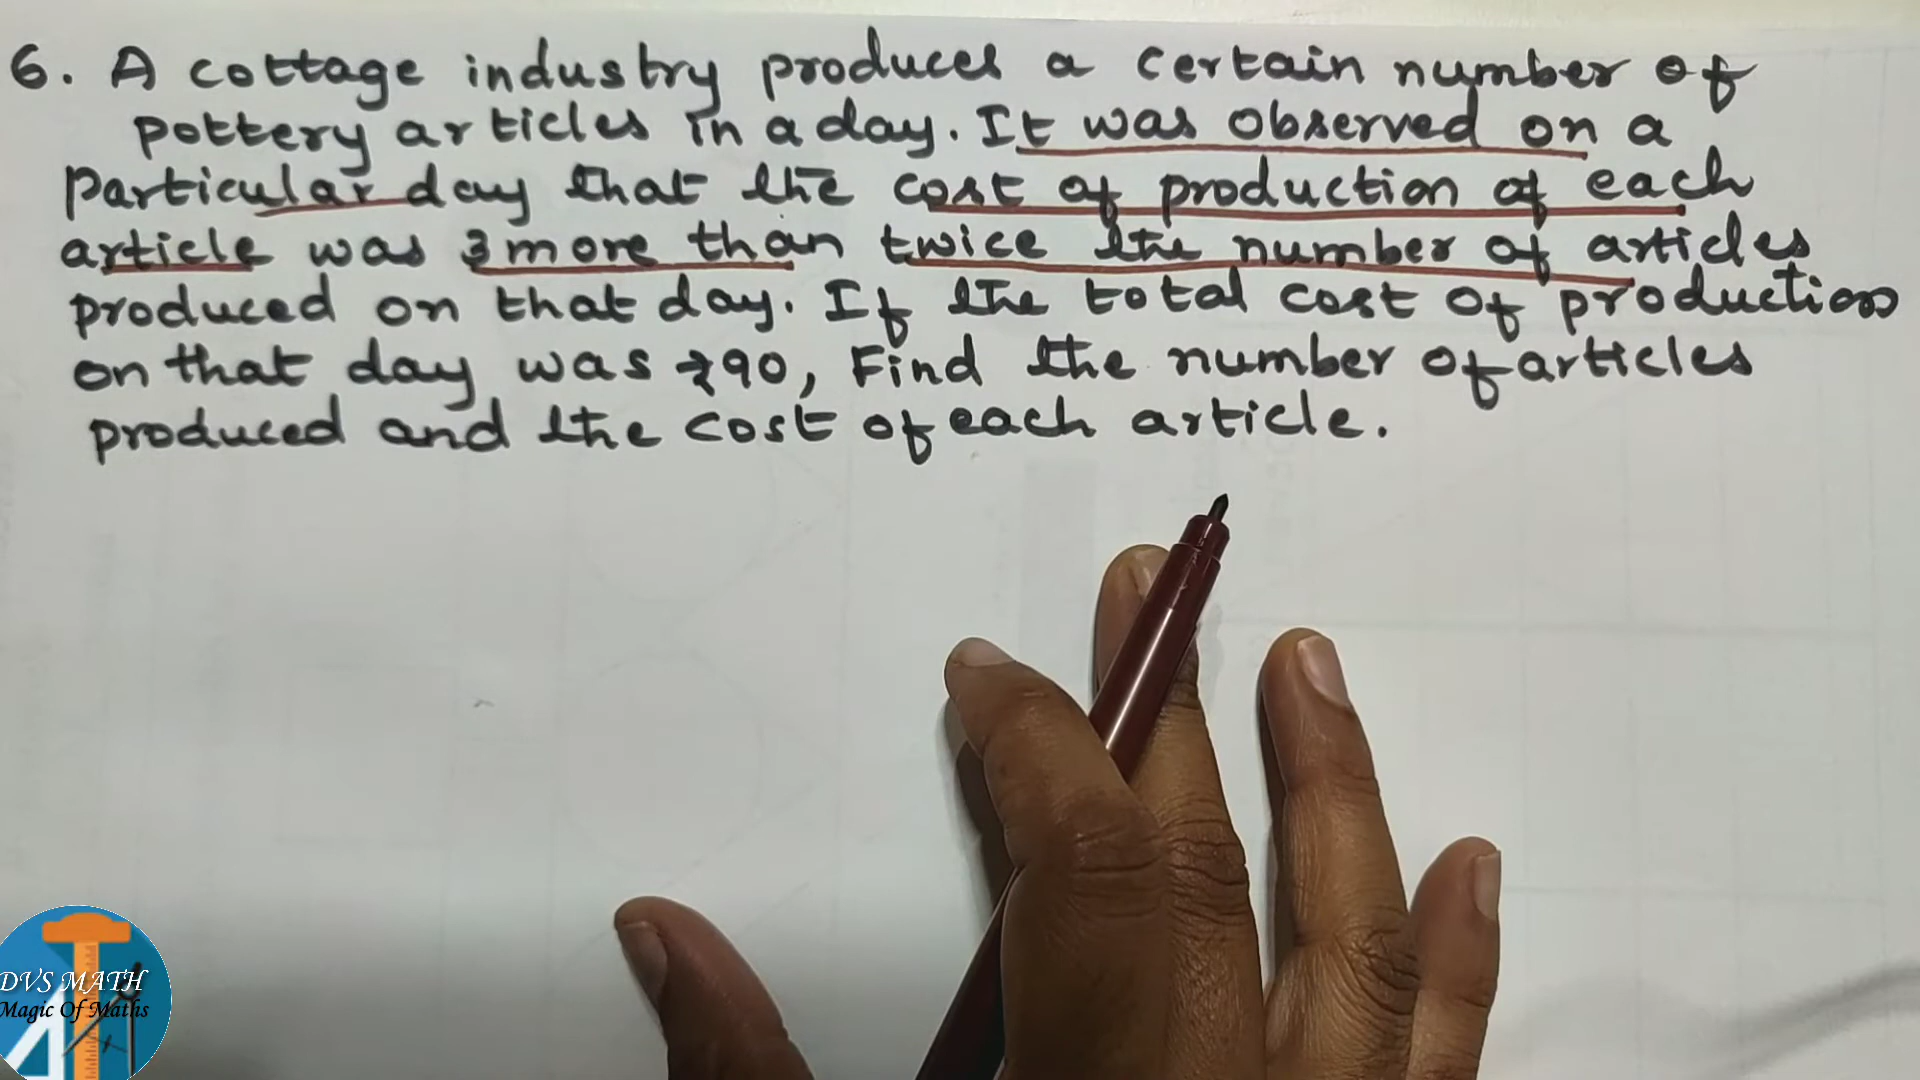 6. A cottage industry produces a certain number of
pottery articles in a day. It was observed on a
particular day that the cost of production of each
article was 3 more than twice the number of articles
produced on that day. If the total cost of production
on that day was ₹90, Find the number of articles
produced and the cost of each article.
DVS MATH
Magic Of Maths